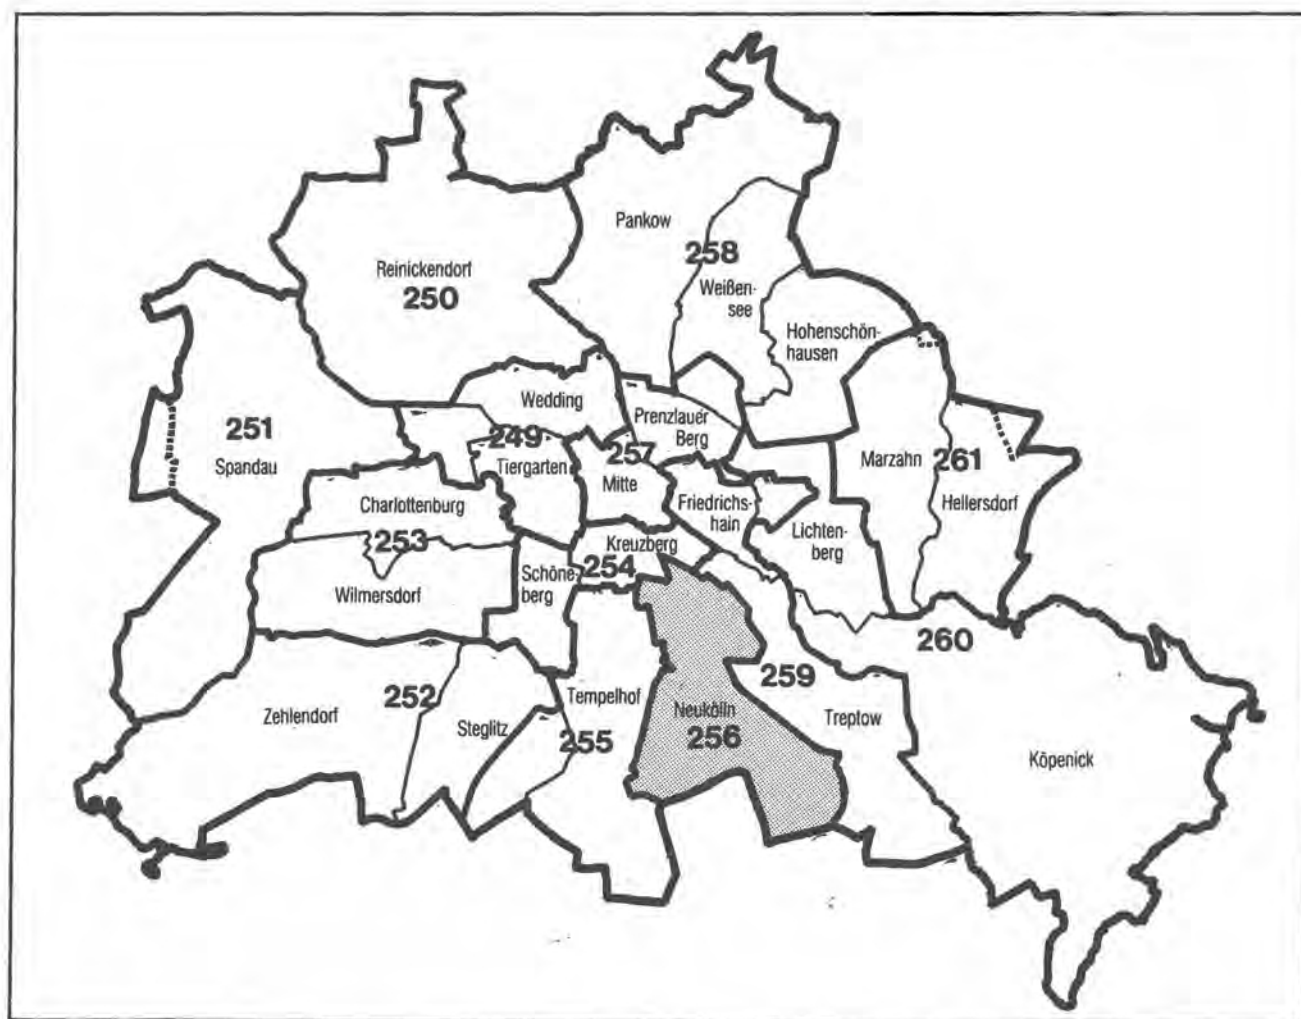 Pankow
258
Reinickendorf
250
Weißen-
see
Hohenschön-
hausen
Wedding
Prenzlauer
Berg
251
Spandau
249
Tiergarten
257
Mitte
Marzahn
261
Hellersdorf
Charlottenburg
Friedrichs-
hain
253
Kreuzberg
254
Lichten-
berg
Schöne-
berg
Wilmersdorf
260
252
Zehlendorf
Steglitz
Tempelhof
255
Neukölln
256
259
Treptow
Köpenick